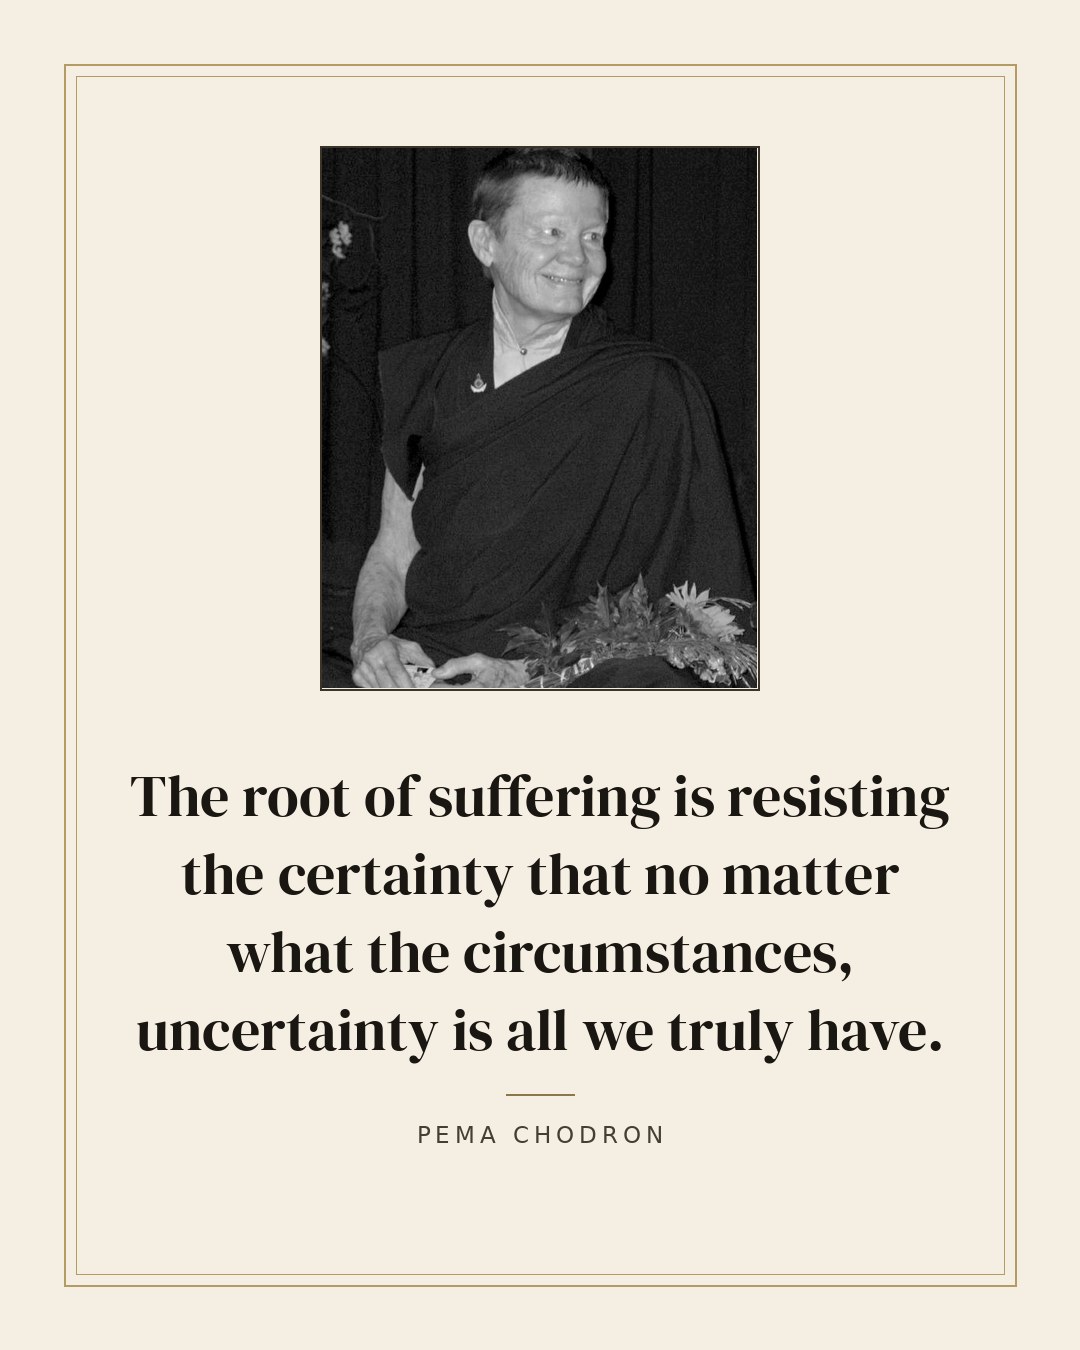 The root of suffering is resisting
the certainty that no matter
what the circumstances,
uncertainty is all we truly have.
PEMA CHODRON